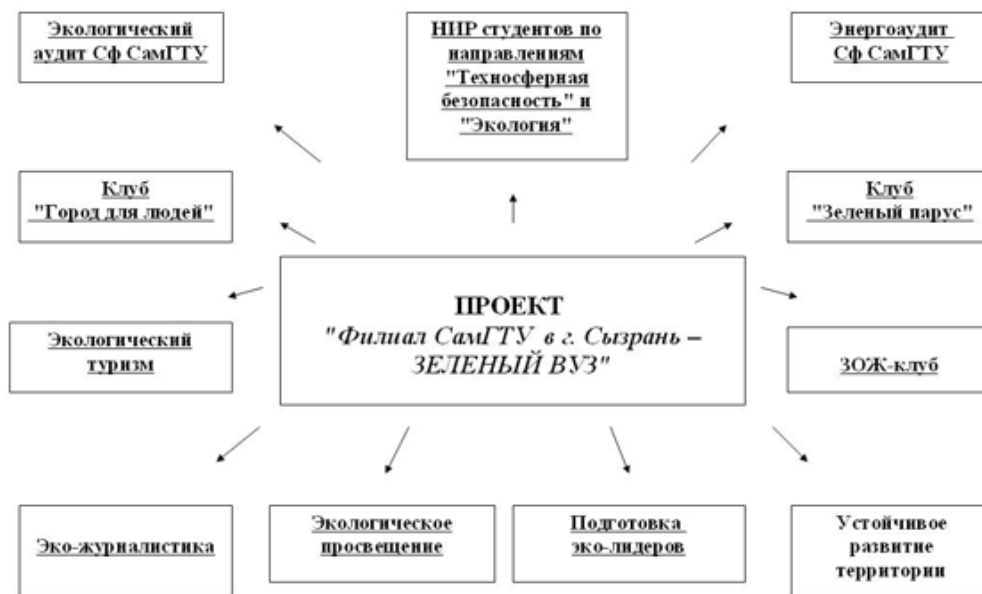 Экологический
аудит Сф СамГТУ
НИР студентов по
направлениям
"Техносферная
безопасность" и
"Экология"
Энергоаудит
Сф СамГТУ
Клуб
"Город для людей"
Клуб
"Зеленый парус"
ПРОЕКТ
"Филиал СамГТУ в г. Сызрань –
ЗЕЛЕНЫЙ ВУЗ"
Экологический
туризм
ЗОЖ-клуб
Эко-журналистика
Экологическое
просвещение
Подготовка
эко-лидеров
Устойчивое
развитие
территории